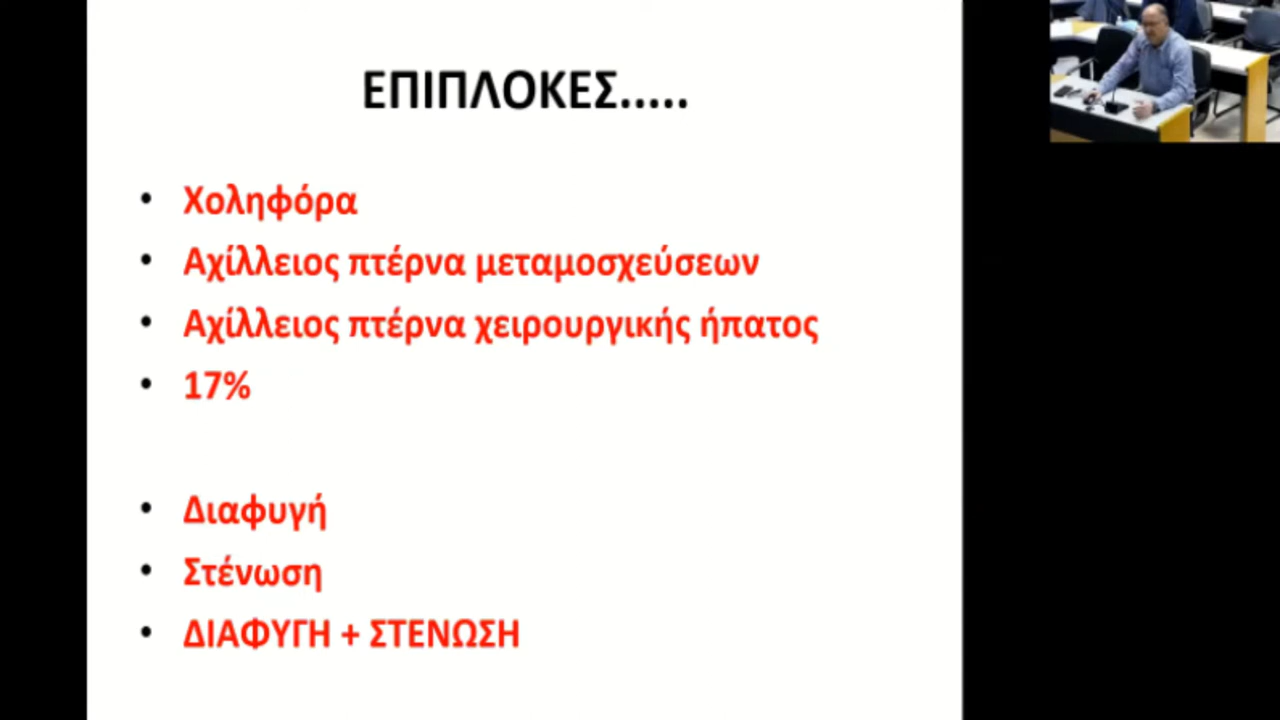 ΕΠΙΠΛΟΚΕΣ.....
• Χοληφόρα
• Αχίλλειος πτέρνα μεταμοσχεύσεων
• Αχίλλειος πτέρνα χειρουργικής ήπατος
• 17%
• Διαφυγή
• Στένωση
• ΔΙΑΦΥΓΗ + ΣΤΕΝΩΣΗ